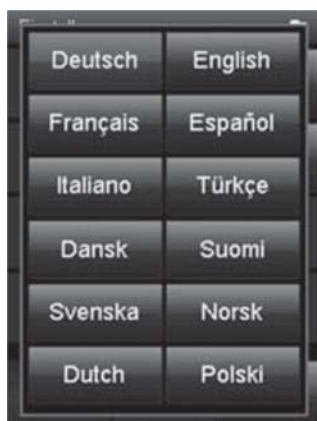 Deutsch English
Français Español
Italiano Türkçe
Dansk Suomi
Svenska Norsk
Dutch Polski